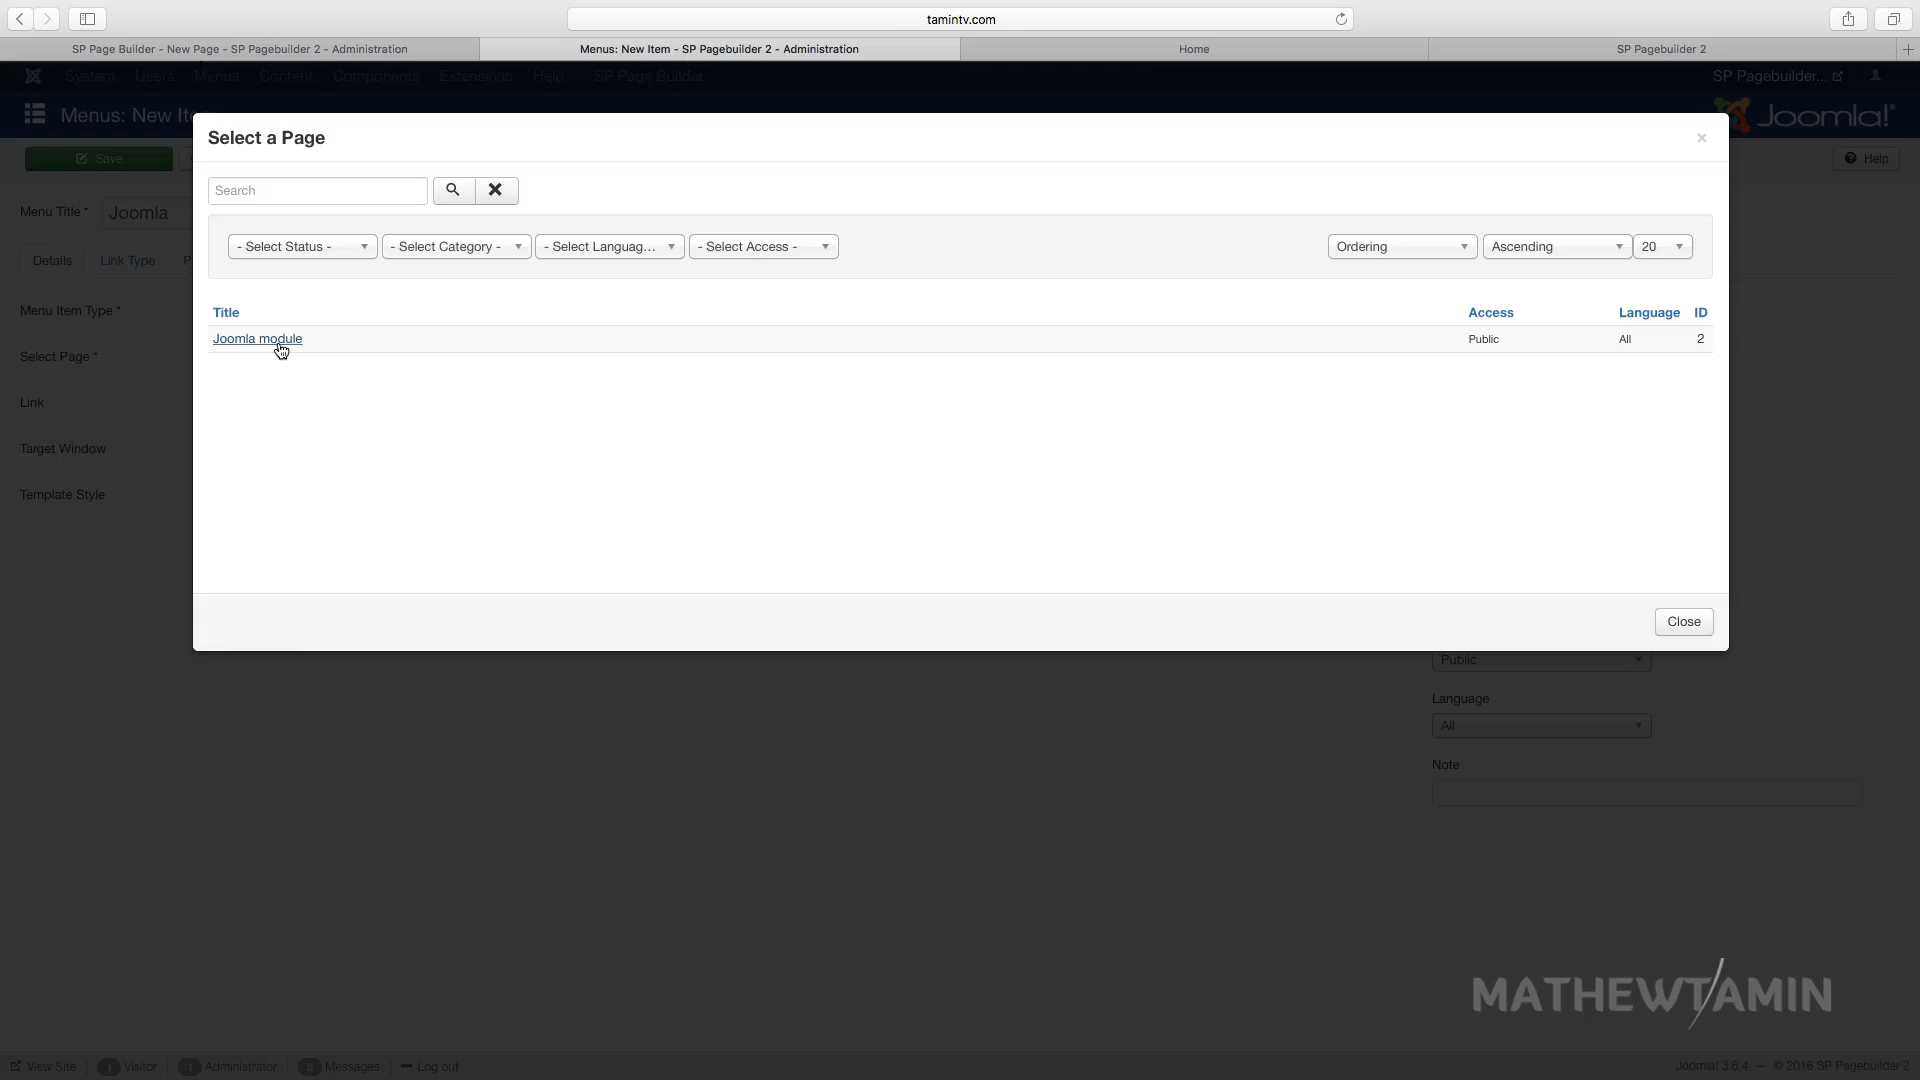 tamintv.com
SP Page Builder - New Page - SP Pagebuilder 2 - Administration
Menus: New Item - SP Pagebuilder 2 - Administration
Home
SP Pagebuilder 2
System Users Menus Content Components Extensions Help SP Page Builder
SP Pagebuilder...
Menus: New Ite
Joomla!
Save
Help
Select a Page
Search
Menu Title *
Joomla
- Select Status -
- Select Category -
- Select Languag...
- Select Access -
Ordering
Ascending
20
Details
Link Type
P
Title
Access
Language
ID
Menu Item Type *
Joomla module
Public
All
2
Select Page *
Link
Target Window
Template Style
Close
Public
Language
All
Note
MATHEWTAMIN
View Site
Visitor
Administrator
Messages
Log out
Joomla! 3.6.4 — © 2016 SP Pagebuilder 2